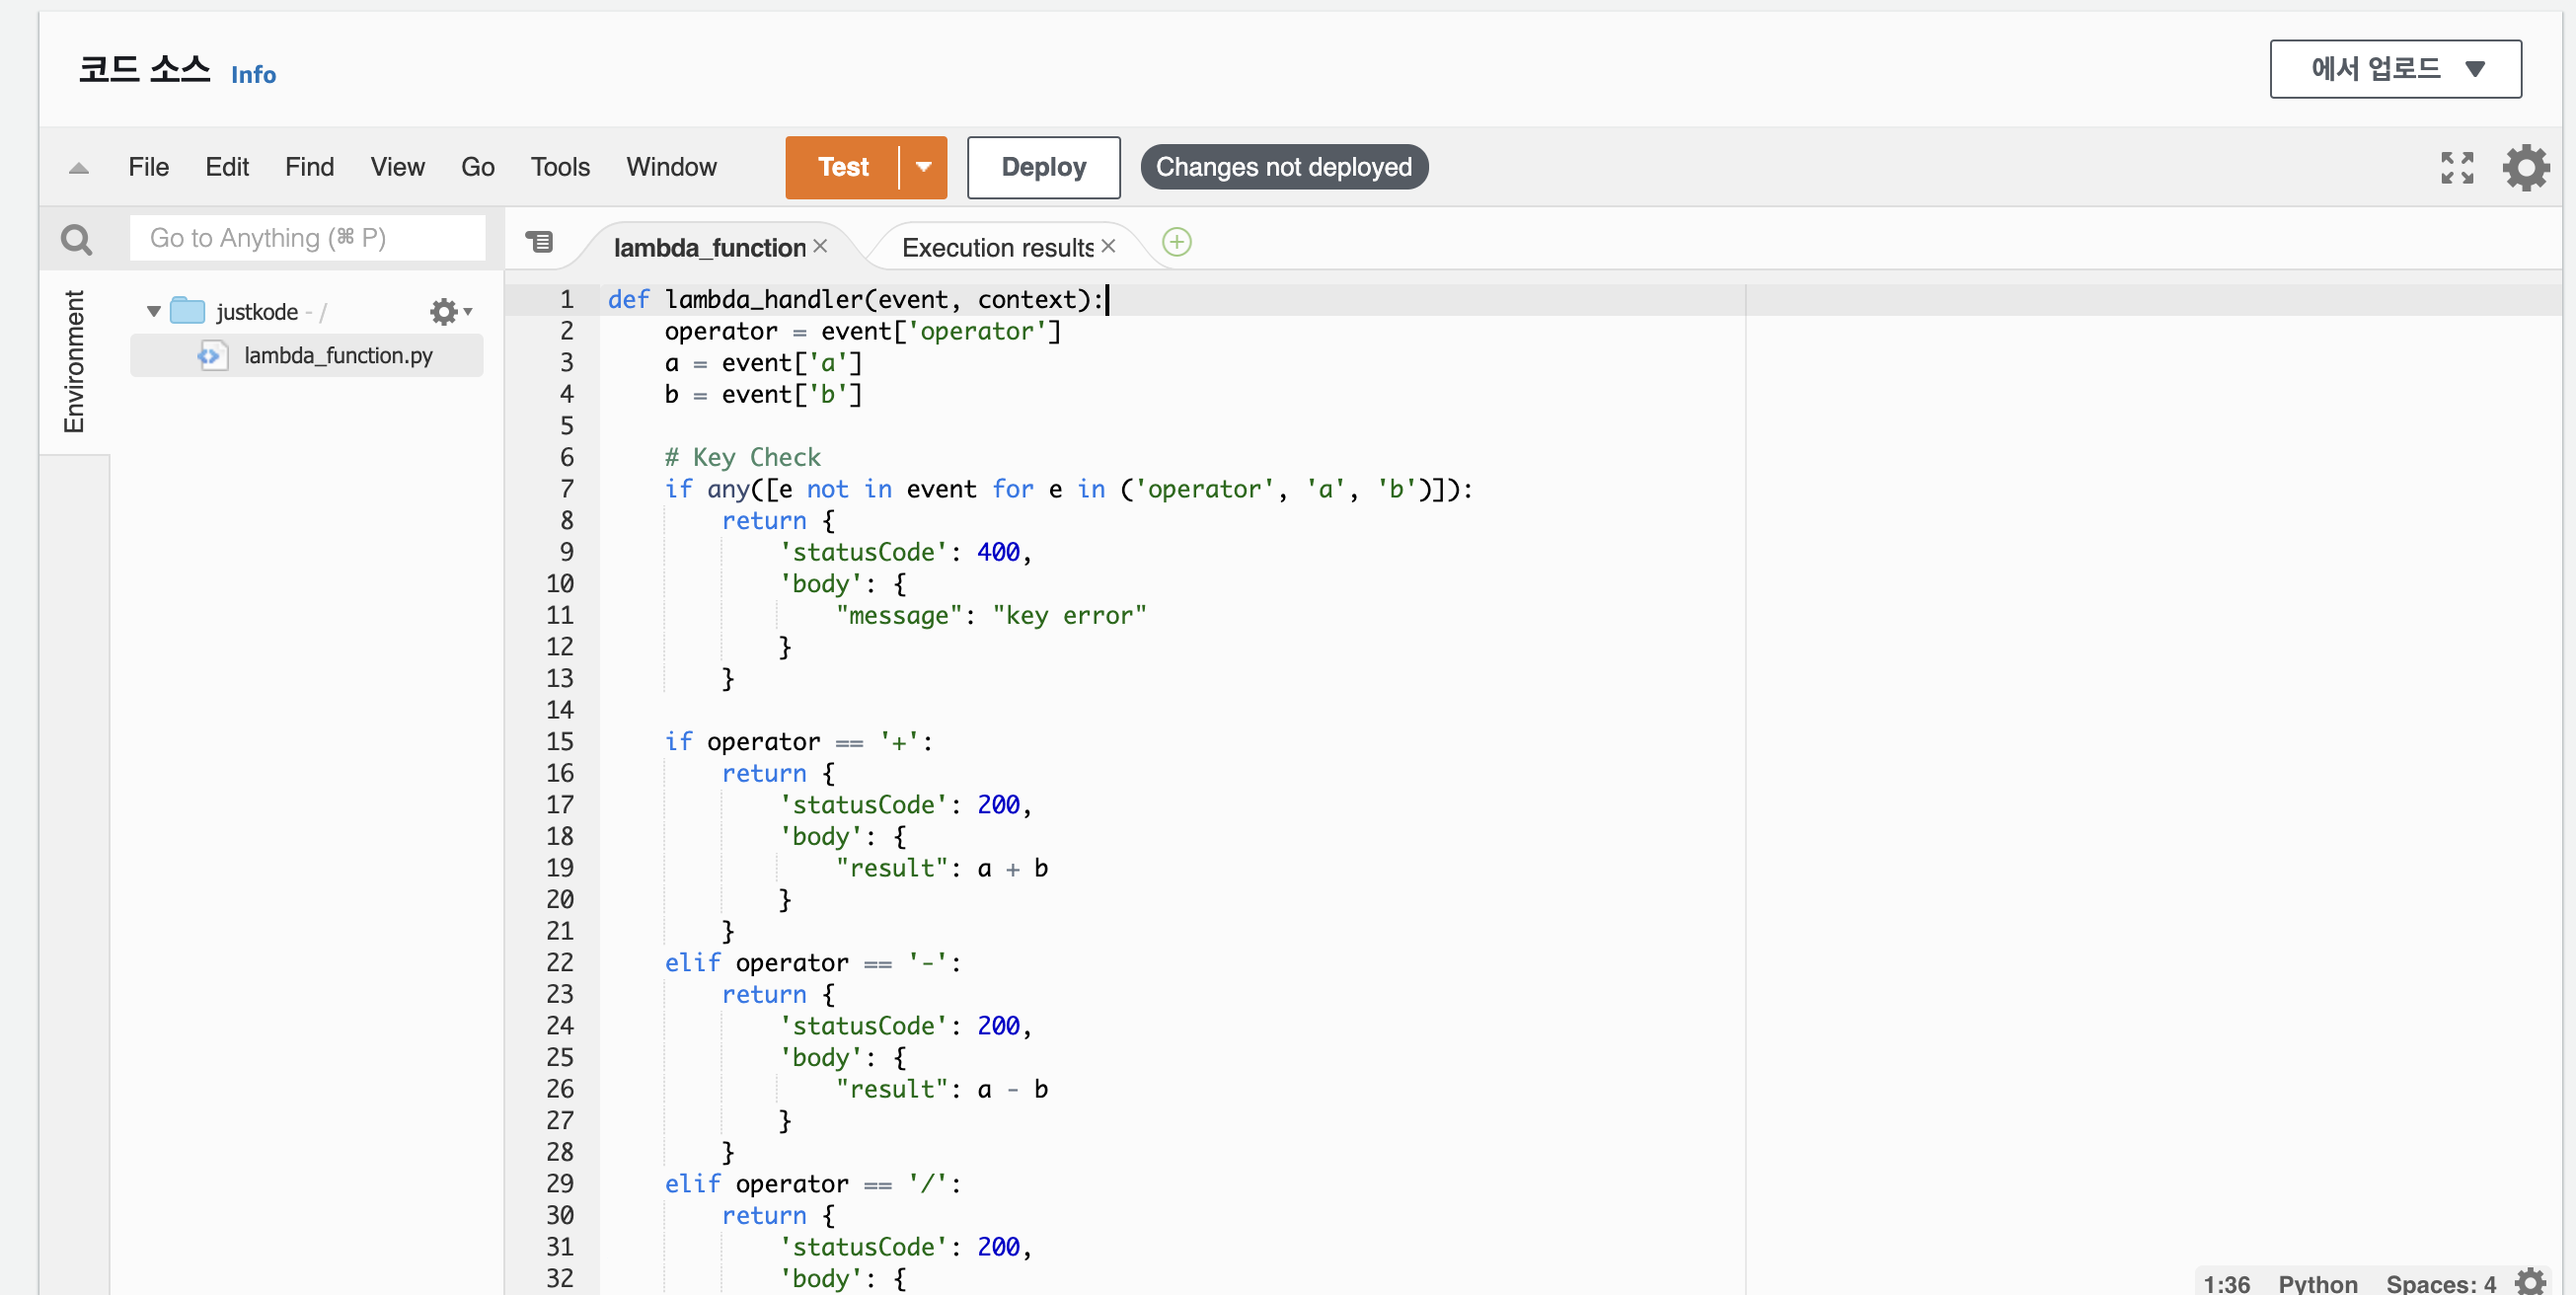 코드 소스 Info
에서 업로드
File Edit Find View Go Tools Window Test Deploy Changes not deployed
Go to Anything (⌘ P)
lambda_function
Execution results
Environment
justkode - /
lambda_function.py
1 def lambda_handler(event, context):
2     operator = event['operator']
3     a = event['a']
4     b = event['b']
5
6     # Key Check
7     if any([e not in event for e in ('operator', 'a', 'b')]):
8         return {
9             'statusCode': 400,
10             'body': {
11                 "message": "key error"
12             }
13         }
14
15     if operator == '+':
16         return {
17             'statusCode': 200,
18             'body': {
19                 "result": a + b
20             }
21         }
22     elif operator == '-':
23         return {
24             'statusCode': 200,
25             'body': {
26                 "result": a - b
27             }
28         }
29     elif operator == '/':
30         return {
31             'statusCode': 200,
32             'body': {
1:36 Python Spaces: 4